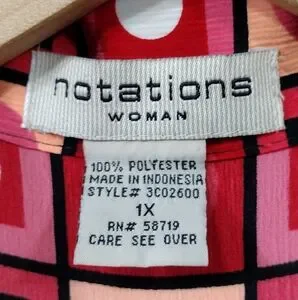 notations
WOMAN
100% POLYESTER
MADE IN INDONESIA
STYLE# 3C02600
1X
RN# 58719
CARE SEE OVER